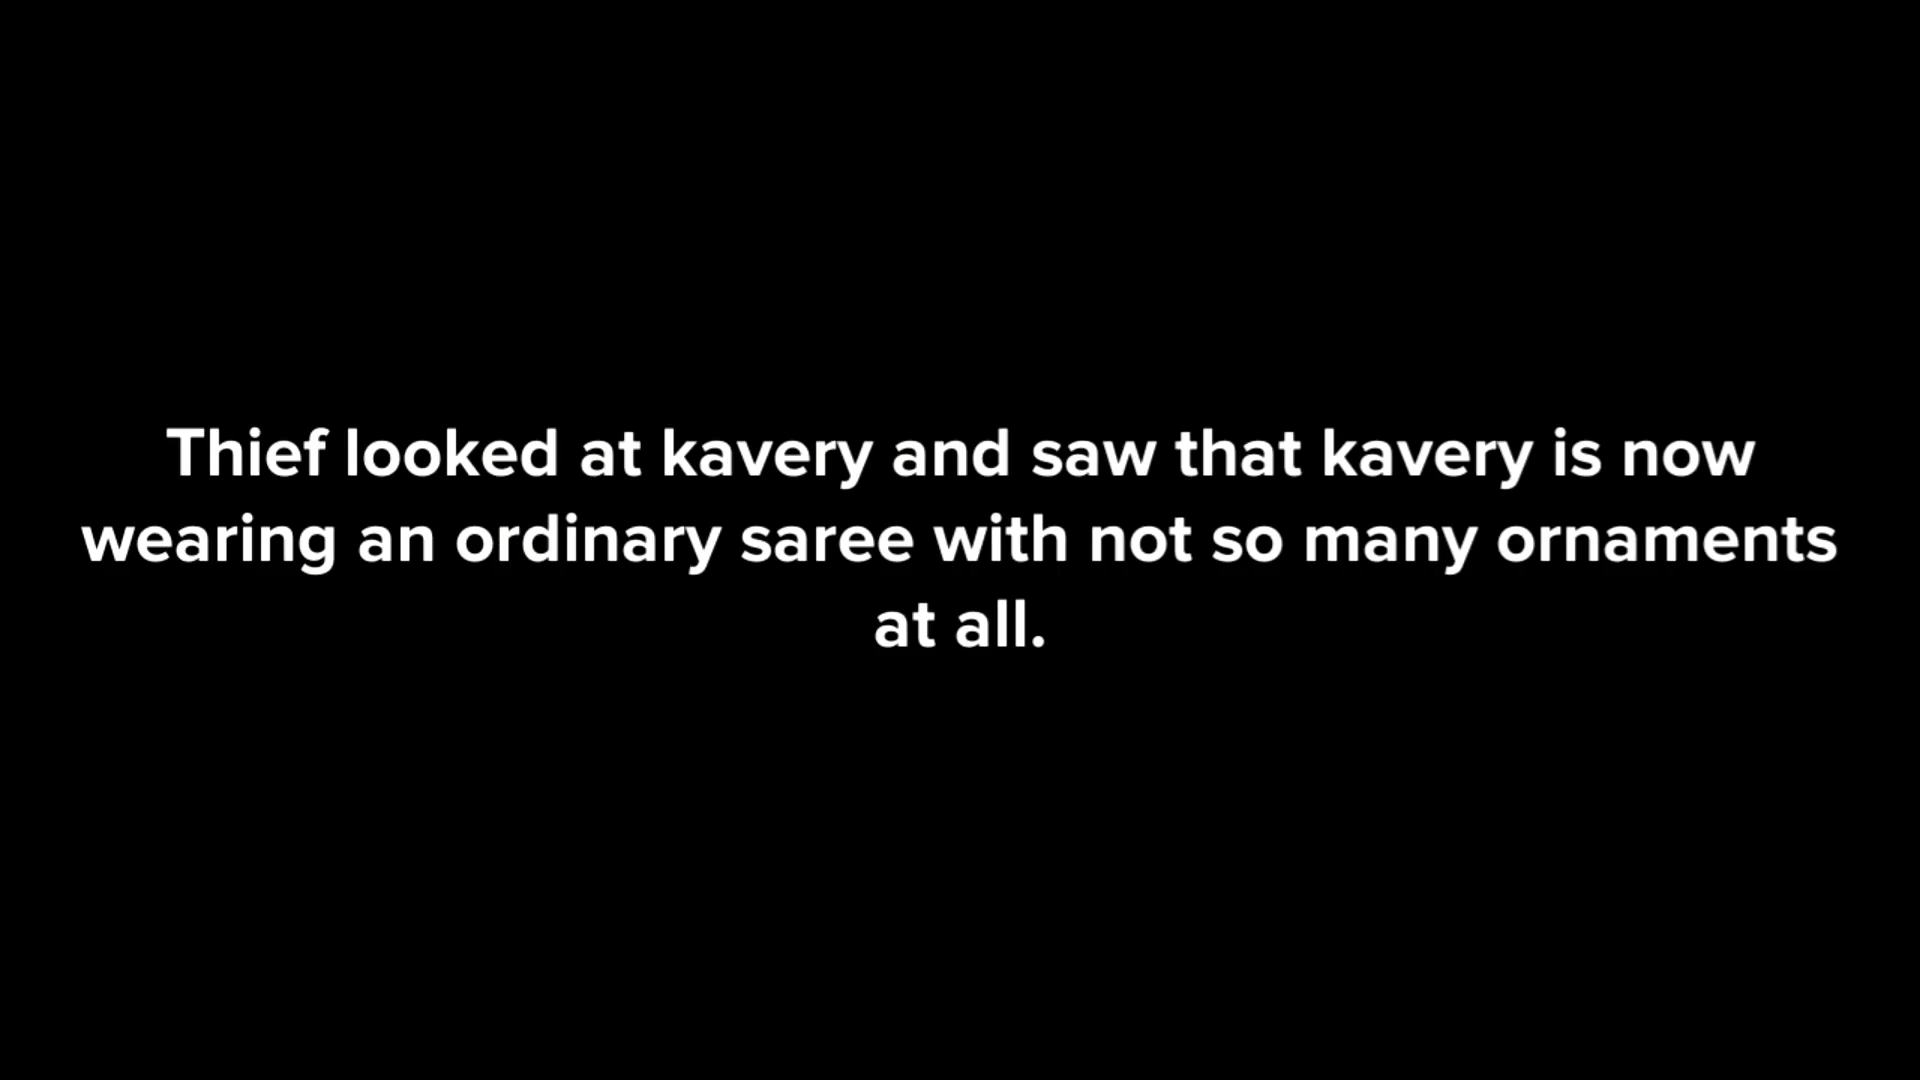 Thief looked at kavery and saw that kavery is now
wearing an ordinary saree with not so many ornaments
at all.